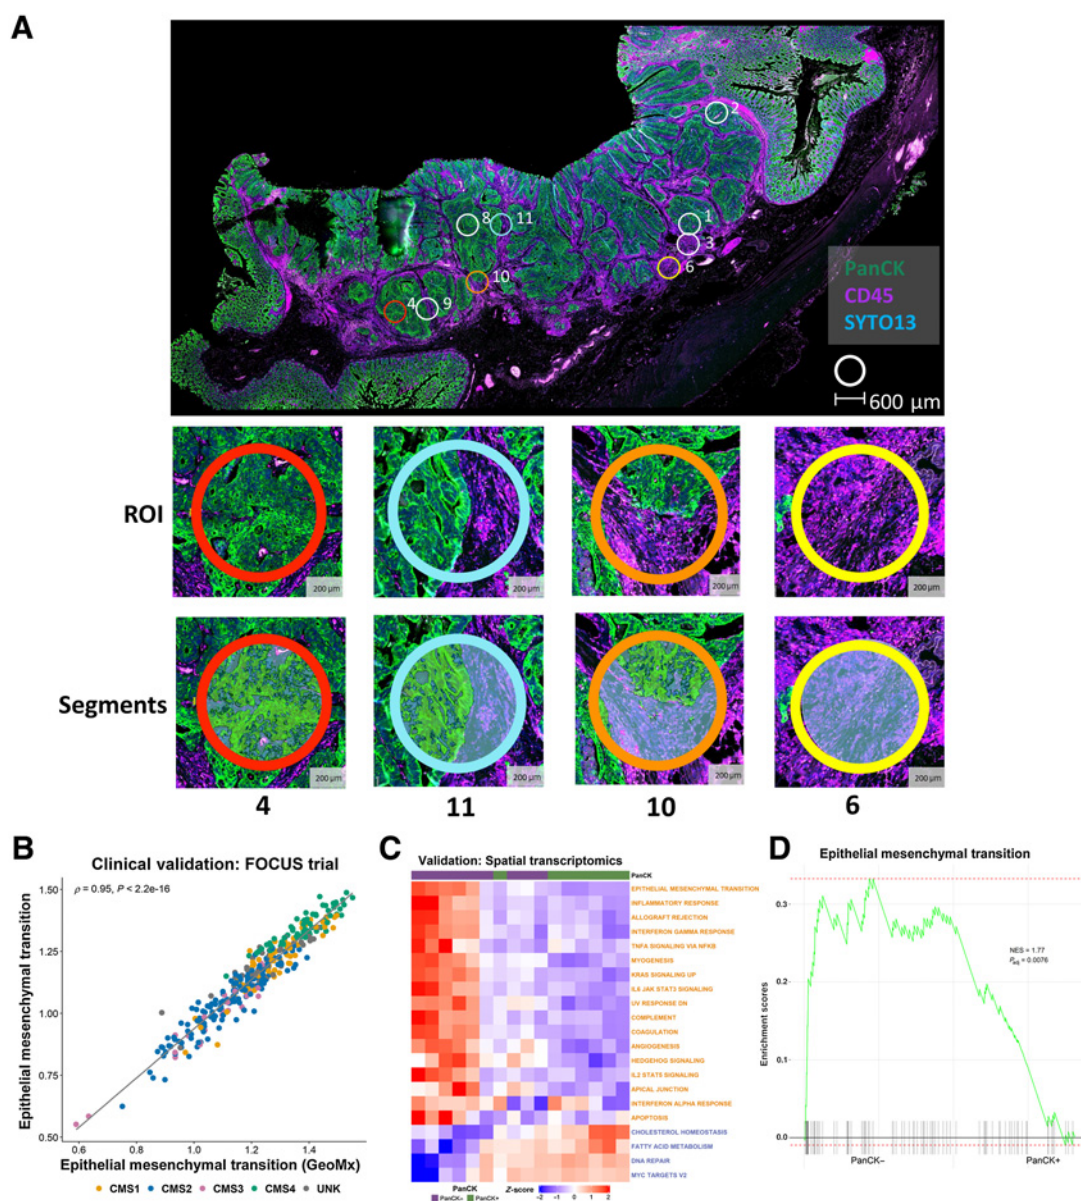 A
2
8
11
1
3
6
10
4
9
PanCK
CD45
SYTO13
600 μm
ROI
200 μm
200 μm
200 μm
200 μm
Segments
200 μm
200 μm
200 μm
200 μm
4
11
10
6
B
Clinical validation: FOCUS trial
ρ = 0.95, P < 2.2e-16
Epithelial mesenchymal transition
1.50
1.25
1.00
0.75
0.50
0.6
0.8
1.0
1.2
1.4
Epithelial mesenchymal transition (GeoMx)
CMS1
CMS2
CMS3
CMS4
UNK
C
Validation: Spatial transcriptomics
PanCK
EPITHELIAL MESENCHYMAL TRANSITION
INFLAMMATORY RESPONSE
ALLOGRAFT REJECTION
INTERFERON GAMMA RESPONSE
TNFA SIGNALING VIA NFKB
MYOGENESIS
KRAS SIGNALING UP
IL6 JAK STAT3 SIGNALING
UV RESPONSE DN
COMPLEMENT
COAGULATION
ANGIOGENESIS
HEDGEHOG SIGNALING
IL2 STAT5 SIGNALING
APICAL JUNCTION
INTERFERON ALPHA RESPONSE
APOPTOSIS
CHOLESTEROL HOMEOSTASIS
FATTY ACID METABOLISM
DNA REPAIR
MYC TARGETS V2
PanCK
PanCK− PanCK+
Z-score
−2 −1 0 1 2
D
Epithelial mesenchymal transition
Enrichment scores
0.3
0.2
0.1
0.0
NES = 1.77
Padj = 0.0076
PanCK−
PanCK+